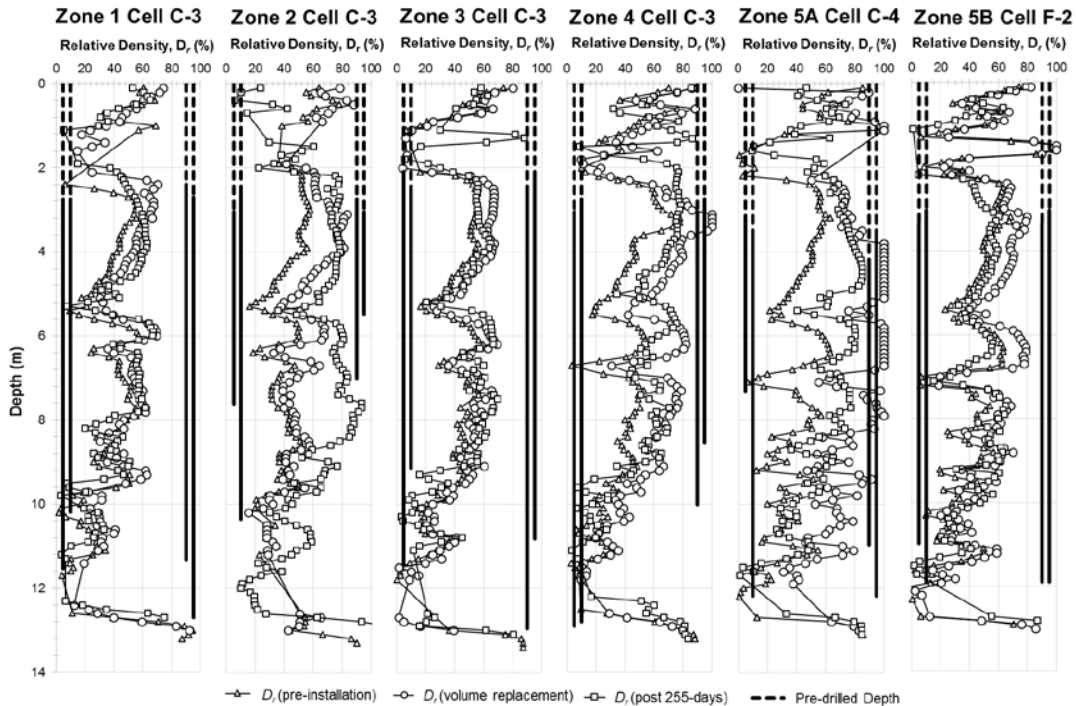 Zone 1 Cell C-3 Zone 2 Cell C-3 Zone 3 Cell C-3 Zone 4 Cell C-3 Zone 5A Cell C-4 Zone 5B Cell F-2
Relative Density, Dr (%) Relative Density, Dr (%) Relative Density, Dr (%) Relative Density, Dr (%) Relative Density, Dr (%) Relative Density, Dr (%)
0 20 40 60 80 100 0 20 40 60 80 100 0 20 40 60 80 100 0 20 40 60 80 100 0 20 40 60 80 100 0 20 40 60 80 100
0
2
4
6
8
10
12
14
Depth (m)
Dr (pre-installation) Dr (volume replacement) Dr (post 255-days) Pre-drilled Depth